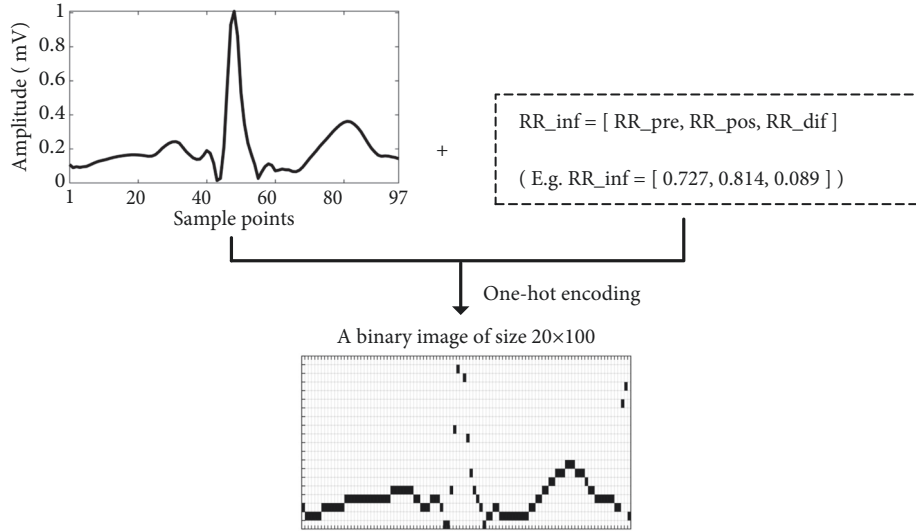 1
0.8
0.6
0.4
0.2
0
Amplitude ( mV)
1 20 40 60 80 97
Sample points
+
RR_inf = [ RR_pre, RR_pos, RR_dif ]
( E.g. RR_inf = [ 0.727, 0.814, 0.089 ] )
One-hot encoding
A binary image of size 20×100